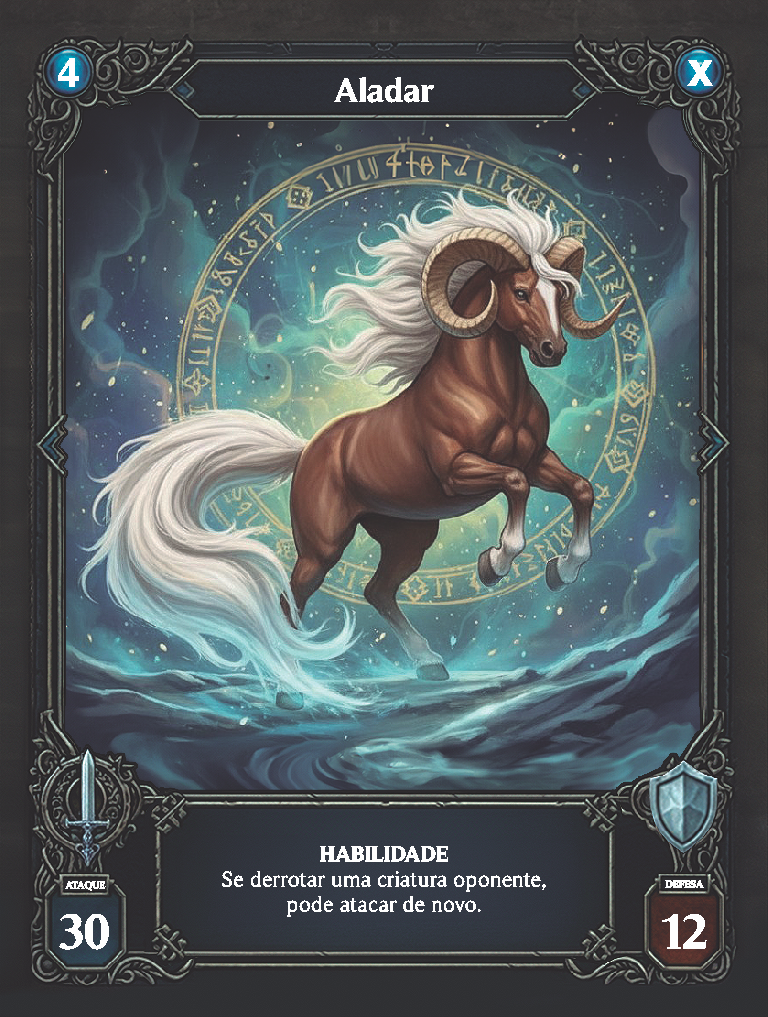 4
Aladar
X
HABILIDADE
Se derrotar uma criatura oponente,
pode atacar de novo.
ATAQUE
30
DEFESA
12